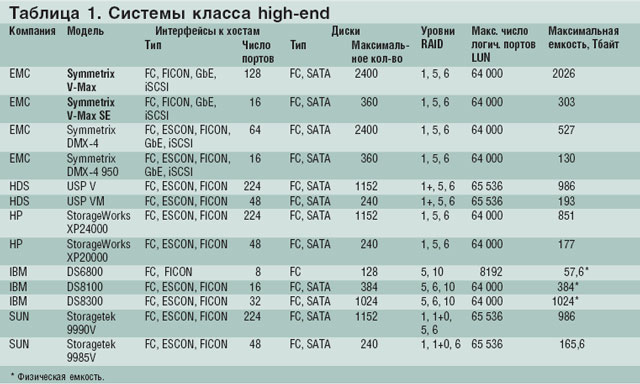 Таблица 1. Системы класса high-end
Компания Модель Интерфейсы к хостам Диски Уровни Макс. число Максимальная
Тип Число Тип Максималь- RAID логич. портов емкость, Тбайт
портов ное кол-во LUN
EMC Symmetrix FC, FICON, GbE, 128 FC, SATA 2400 1, 5, 6 64 000 2026
V-Max iSCSI
EMC Symmetrix FC, FICON, GbE, 16 FC, SATA 360 1, 5, 6 64 000 303
V-Max SE iSCSI
EMC Symmetrix FC, ESCON, FICON, 64 FC, SATA 2400 1, 5, 6 64 000 527
DMX-4 GbE, iSCSI
EMC Symmetrix FC, ESCON, FICON, 16 FC, SATA 360 1, 5, 6 64 000 130
DMX-4 950 GbE, iSCSI
HDS USP V FC, ESCON, FICON 224 FC, SATA 1152 1+, 5, 6 65 536 986
HDS USP VM FC, ESCON, FICON 48 FC, SATA 240 1+, 5, 6 65 536 193
HP StorageWorks FC, ESCON, FICON 224 FC, SATA 1152 1, 5, 6 64 000 851
XP24000
HP StorageWorks FC, ESCON, FICON 48 FC, SATA 240 1, 5, 6 64 000 177
XP20000
IBM DS6800 FC, FICON 8 FC 128 5, 10 8192 57,6*
IBM DS8100 FC, ESCON, FICON 16 FC, SATA 384 5, 6, 10 64 000 384*
IBM DS8300 FC, ESCON, FICON 32 FC, SATA 1024 5, 6, 10 64 000 1024*
SUN Storagetek FC, ESCON, FICON 224 FC, SATA 1152 1, 1+0, 65 536 986
9990V 5, 6
SUN Storagetek FC, ESCON, FICON 48 FC, SATA 240 1, 1+0, 6 65 536 165,6
9985V
* Физическая емкость.